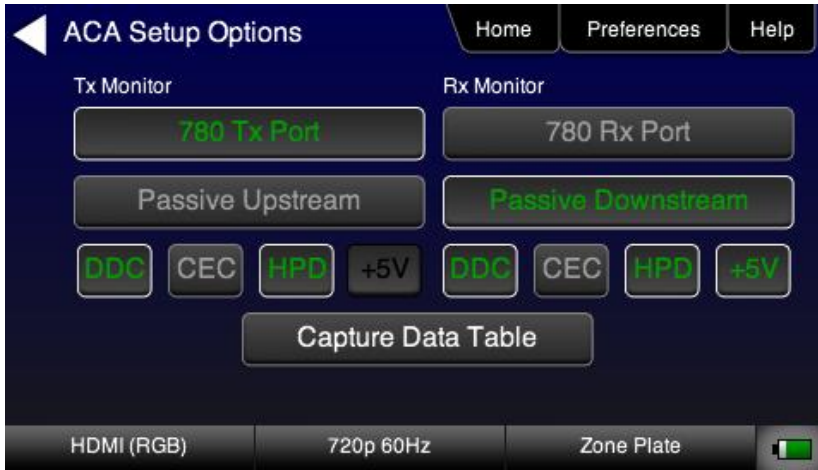 ACA Setup Options
Home Preferences Help
Tx Monitor Rx Monitor
780 Tx Port 780 Rx Port
Passive Upstream Passive Downstream
DDC CEC HPD +5V DDC CEC HPD +5V
Capture Data Table
HDMI (RGB) 720p 60Hz Zone Plate